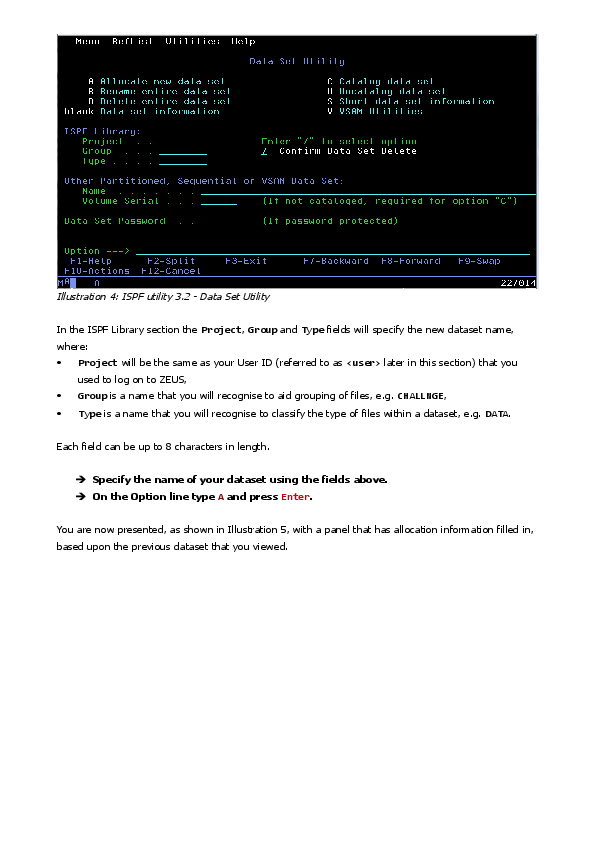 Menu RefList Utilities Help
Data Set Utility
A Allocate new data set C Catalog data set
R Rename entire data set U Uncatalog data set
D Delete entire data set S Short data set information
blank Data set information V VSAM Utilities
ISPF Library:
Project . . Enter "/" to select option
Group . . . / Confirm Data Set Delete
Type . . . .
Other Partitioned, Sequential or VSAM Data Set:
Name . . . . . . .
Volume Serial . . . (If not cataloged, required for option "C")
Data Set Password . . (If password protected)
Option ===>
F1=Help F2=Split F3=Exit F7=Backward F8=Forward F9=Swap
F10=Actions F12=Cancel
MA A 22/014
Illustration 4: ISPF utility 3.2 - Data Set Utility
In the ISPF Library section the Project, Group and Type fields will specify the new dataset name,
where:
• Project will be the same as your User ID (referred to as <user> later in this section) that you
used to log on to ZEUS,
• Group is a name that you will recognise to aid grouping of files, e.g. CHALLNGE,
• Type is a name that you will recognise to classify the type of files within a dataset, e.g. DATA.
Each field can be up to 8 characters in length.
➔ Specify the name of your dataset using the fields above.
➔ On the Option line type A and press Enter.
You are now presented, as shown in Illustration 5, with a panel that has allocation information filled in,
based upon the previous dataset that you viewed.